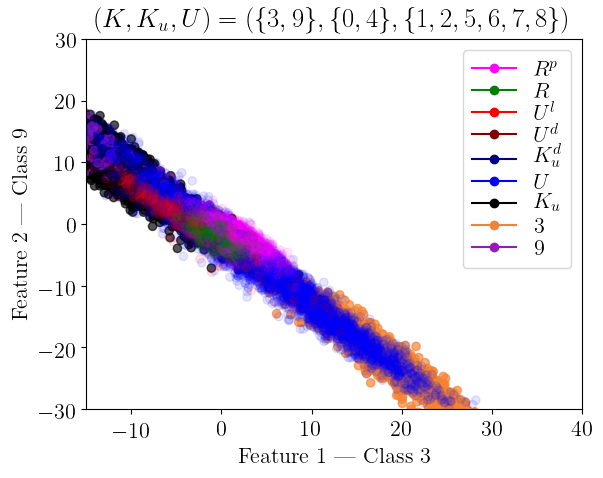 (K, K_u, U) = ({3, 9}, {0, 4}, {1, 2, 5, 6, 7, 8})
30
20
10
0
−10
−20
−30
Feature 2 — Class 9
R^p
R
U^l
U^d
K_u^d
U
K_u
3
9
−10
0
10
20
30
40
Feature 1 — Class 3